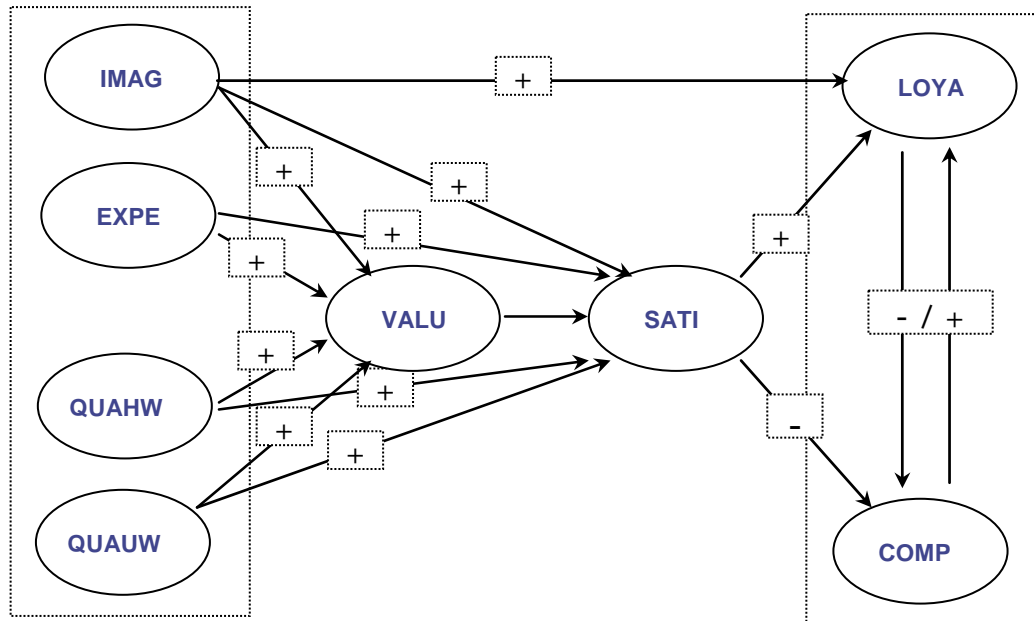 IMAG
+
LOYA
+
+
EXPE
+
+
+
VALU
SATI
- / +
+
+
QUAHW
+
+
-
QUAUW
COMP